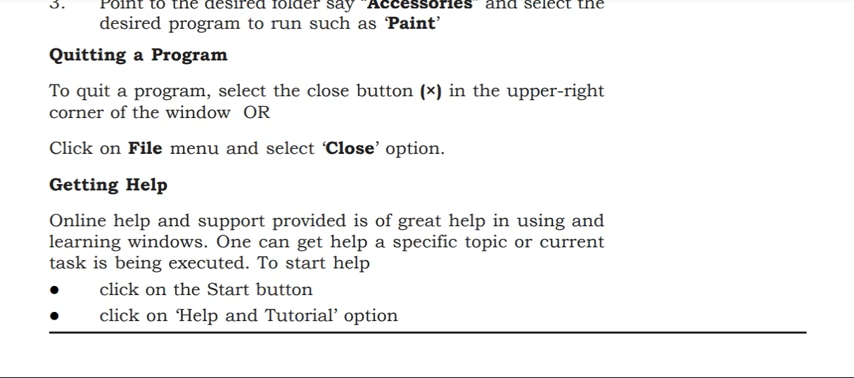 3. Point to the desired folder say "Accessories" and select the
desired program to run such as ‘Paint’
Quitting a Program
To quit a program, select the close button (×) in the upper-right
corner of the window OR
Click on File menu and select ‘Close’ option.
Getting Help
Online help and support provided is of great help in using and
learning windows. One can get help a specific topic or current
task is being executed. To start help
● click on the Start button
● click on ‘Help and Tutorial’ option